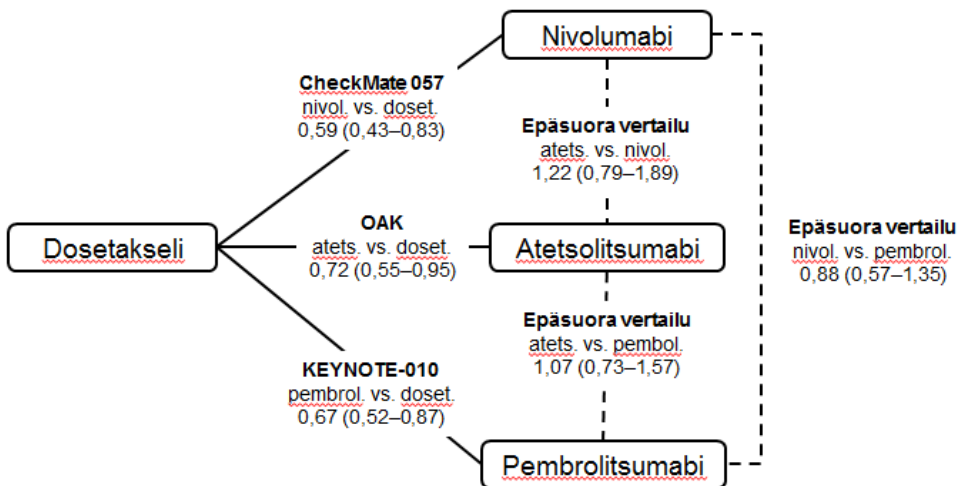 Nivolumabi
CheckMate 057
nivol. vs. doset.
0,59 (0,43–0,83)
Epäsuora vertailu
atets. vs. nivol.
1,22 (0,79–1,89)
Dosetakseli
OAK
atets. vs. doset.
0,72 (0,55–0,95)
Atetsolitsumabi
Epäsuora vertailu
nivol. vs. pembrol.
0,88 (0,57–1,35)
Epäsuora vertailu
atets. vs. pembol.
1,07 (0,73–1,57)
KEYNOTE-010
pembrol. vs. doset.
0,67 (0,52–0,87)
Pembrolitsumabi